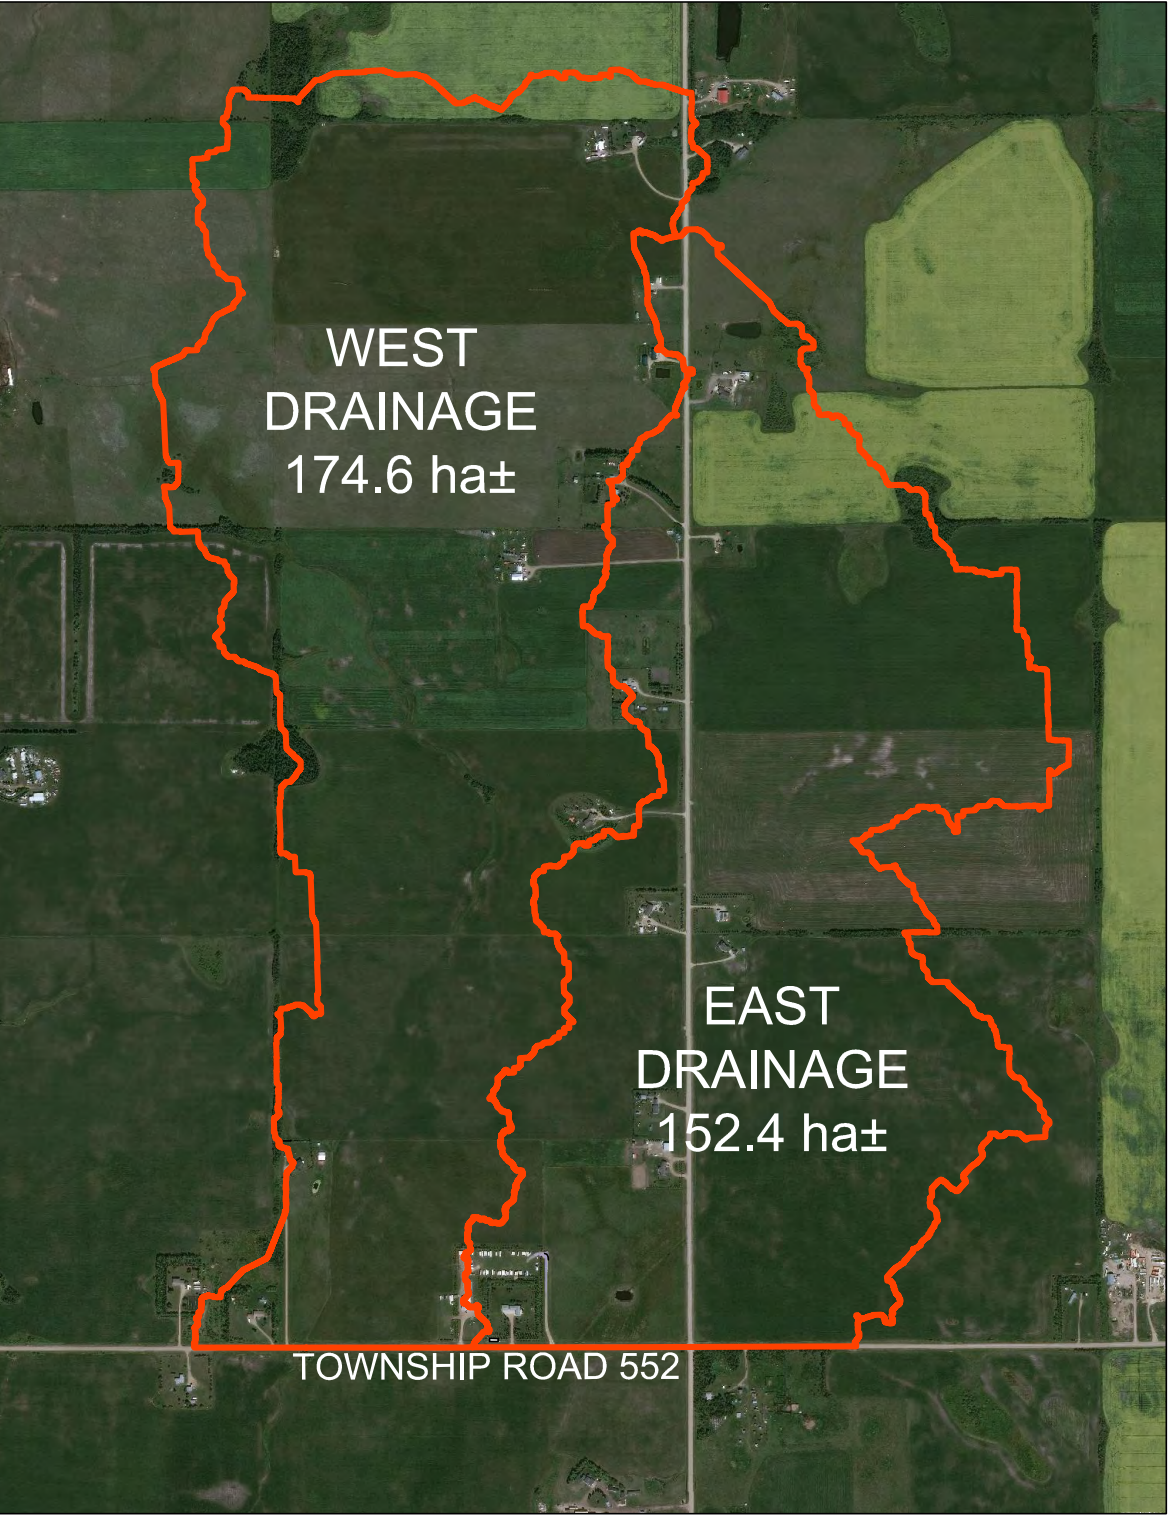 WEST
DRAINAGE
174.6 ha±
EAST
DRAINAGE
152.4 ha±
TOWNSHIP ROAD 552